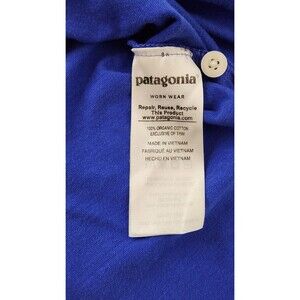 patagonia
WORN WEAR
Repair, Reuse, Recycle
This Product
www.patagonia.com
100% ORGANIC COTTON
EXCLUSIVE OF TRIM
MADE IN VIETNAM
FABRIQUÉ AU VIETNAM
HECHO EN VIETNAM